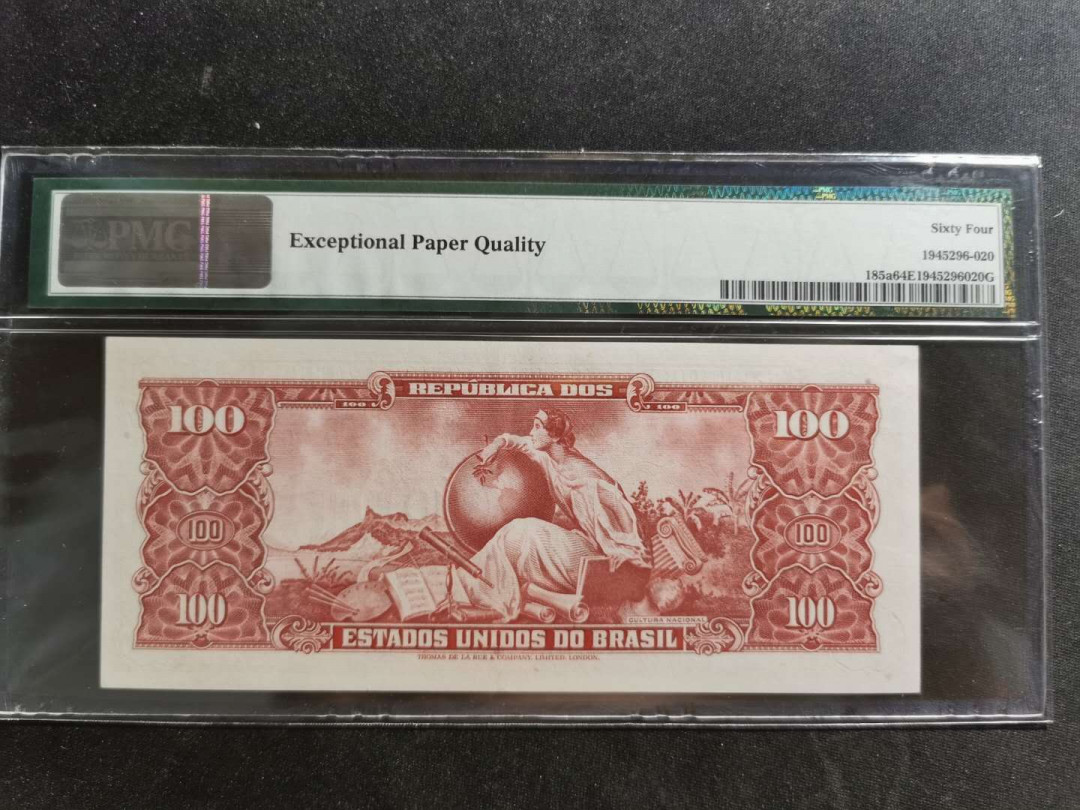 PMG
Exceptional Paper Quality
Sixty Four
1945296-020
185a64E1945296020G
REPÚBLICA DOS
100
100
100
100
100
100
100
100
CULTURA NACIONAL
ESTADOS UNIDOS DO BRASIL
THOMAS DE LA RUE & COMPANY, LIMITED, LONDON.